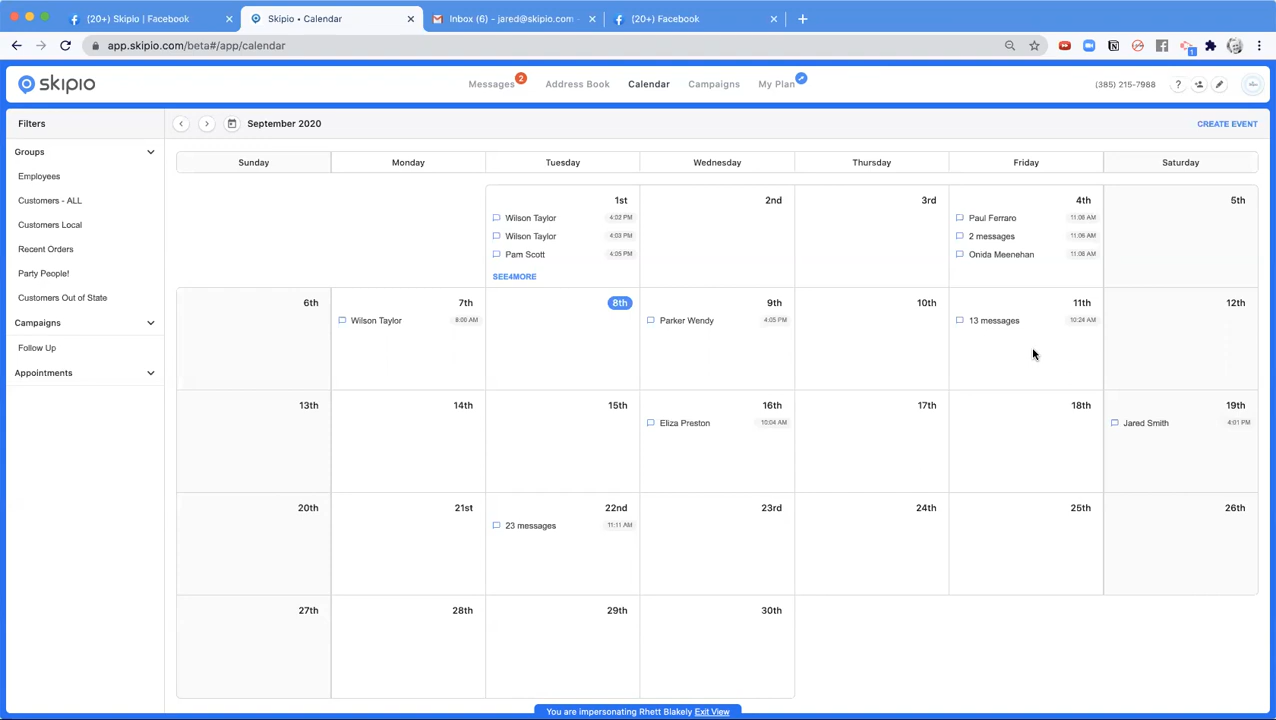 (20+) Skipio | Facebook
Skipio • Calendar
Inbox (6) - jared@skipio.com -
(20+) Facebook
app.skipio.com/beta#/app/calendar
1
skipio
Messages 2
Address Book
Calendar
Campaigns
My Plan
(385) 215-7988
?
Filters
September 2020
CREATE EVENT
Groups
Employees
Customers - ALL
Customers Local
Recent Orders
Party People!
Customers Out of State
Campaigns
Follow Up
Appointments
Sunday Monday Tuesday Wednesday Thursday Friday Saturday
1st
Wilson Taylor 4:02 PM
Wilson Taylor 4:03 PM
Pam Scott 4:05 PM
SEE4MORE
2nd
3rd
4th
Paul Ferraro 11:06 AM
2 messages 11:06 AM
Onida Meenehan 11:08 AM
5th
6th
7th
Wilson Taylor 8:00 AM
8th
9th
Parker Wendy 4:05 PM
10th
11th
13 messages 10:24 AM
12th
13th
14th
15th
16th
Eliza Preston 10:04 AM
17th
18th
19th
Jared Smith 4:01 PM
20th
21st
22nd
23 messages 11:11 AM
23rd
24th
25th
26th
27th
28th
29th
30th
You are impersonating Rhett Blakely Exit View